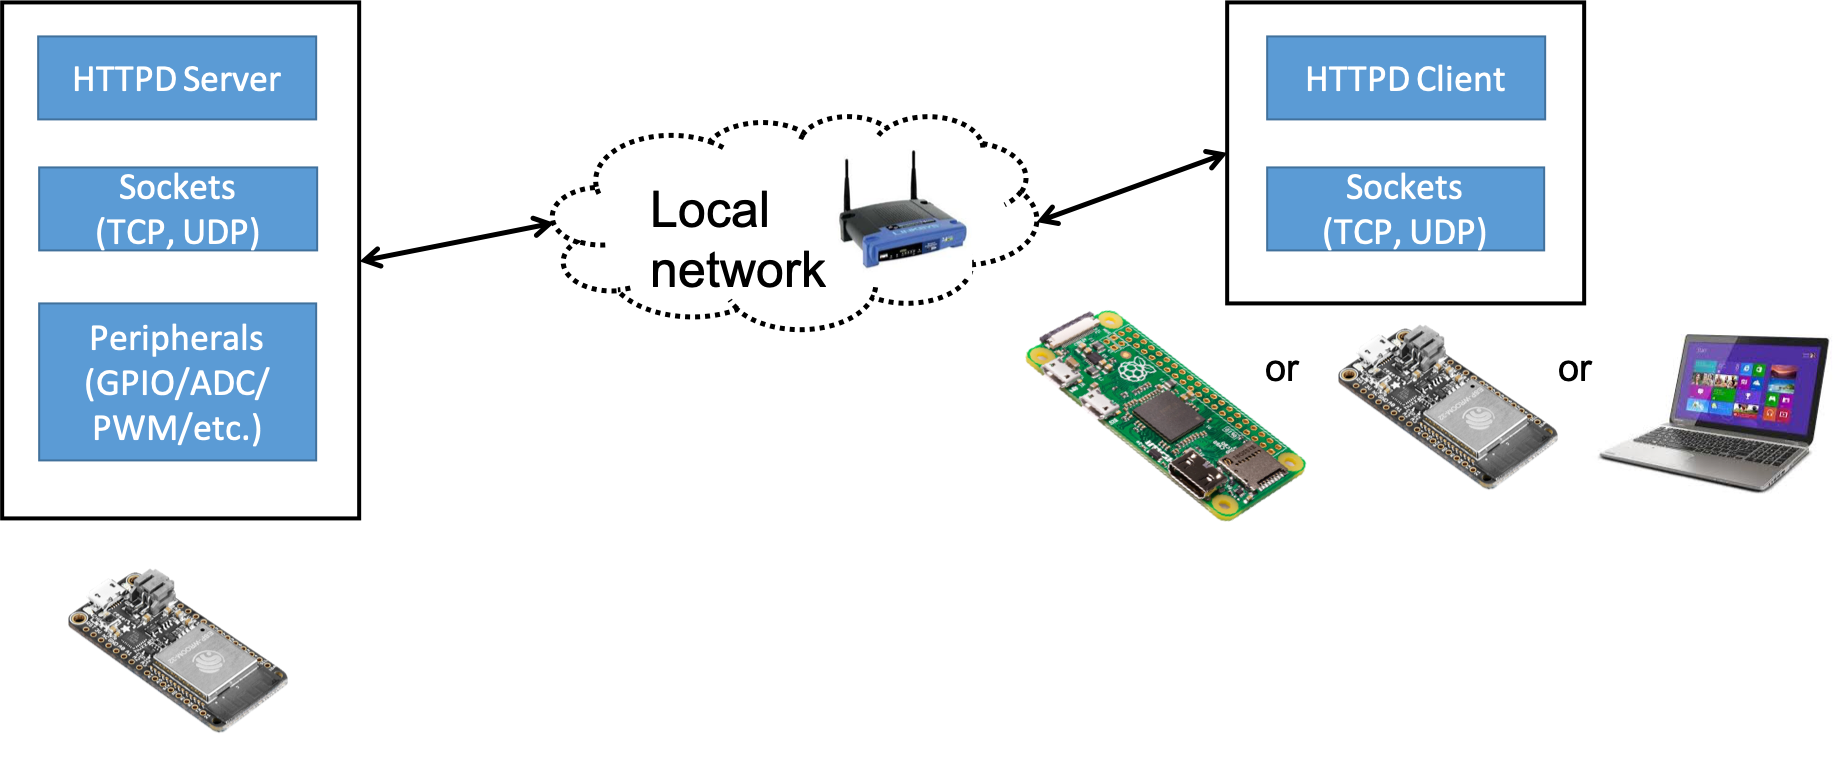 HTTPD Server
Sockets
(TCP, UDP)
Peripherals
(GPIO/ADC/
PWM/etc.)
Local
network
HTTPD Client
Sockets
(TCP, UDP)
or
or